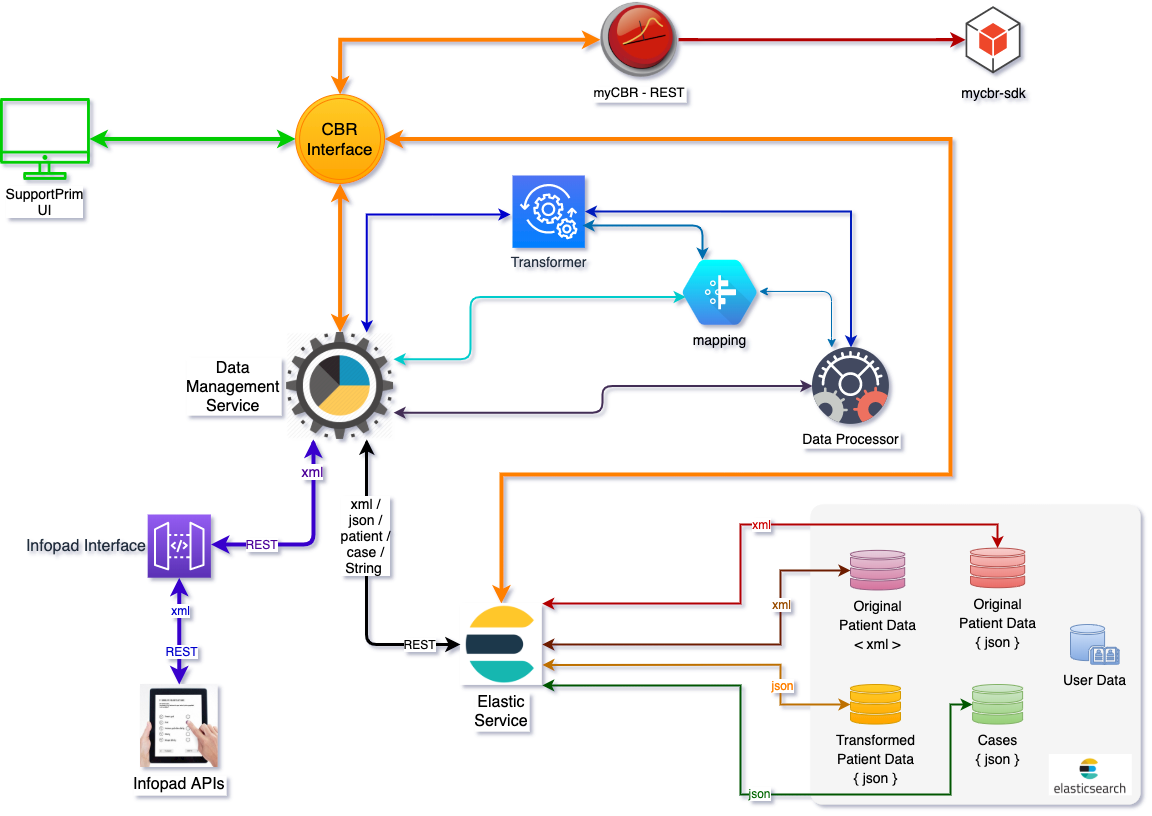 myCBR - REST
mycbr-sdk
CBR
Interface
SupportPrim
UI
Transformer
mapping
Data
Management
Service
Data Processor
xml
xml /
json /
patient /
case /
String
Infopad Interface
REST
xml
REST
Infopad APIs
REST
Elastic
Service
xml
xml
json
json
Original
Patient Data
< xml >
Original
Patient Data
{ json }
User Data
Transformed
Patient Data
{ json }
Cases
{ json }
elasticsearch